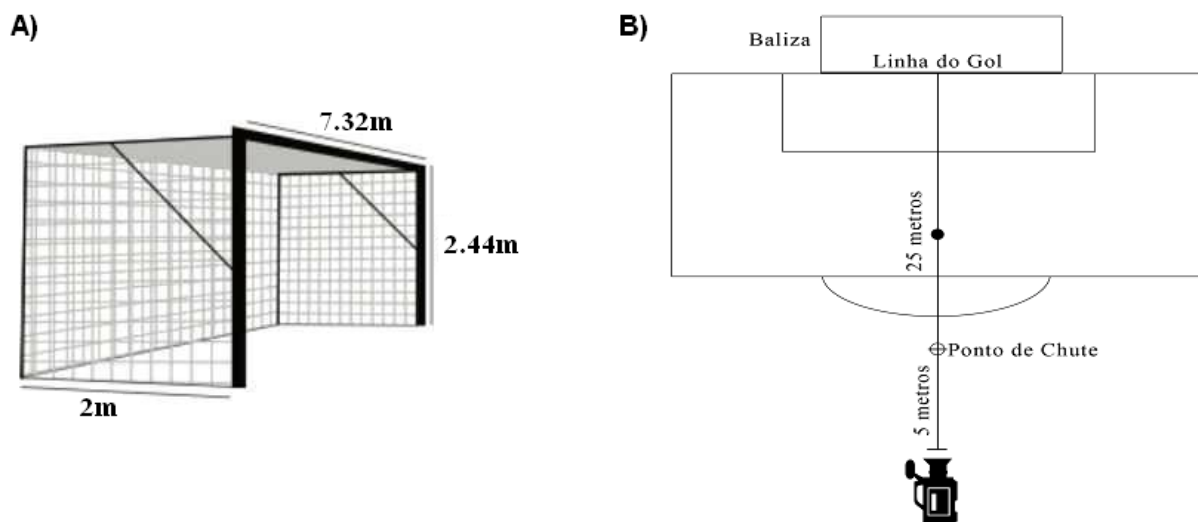 A)
7.32m
2.44m
2m
B)
Baliza
Linha do Gol
25 metros
Ponto de Chute
5 metros